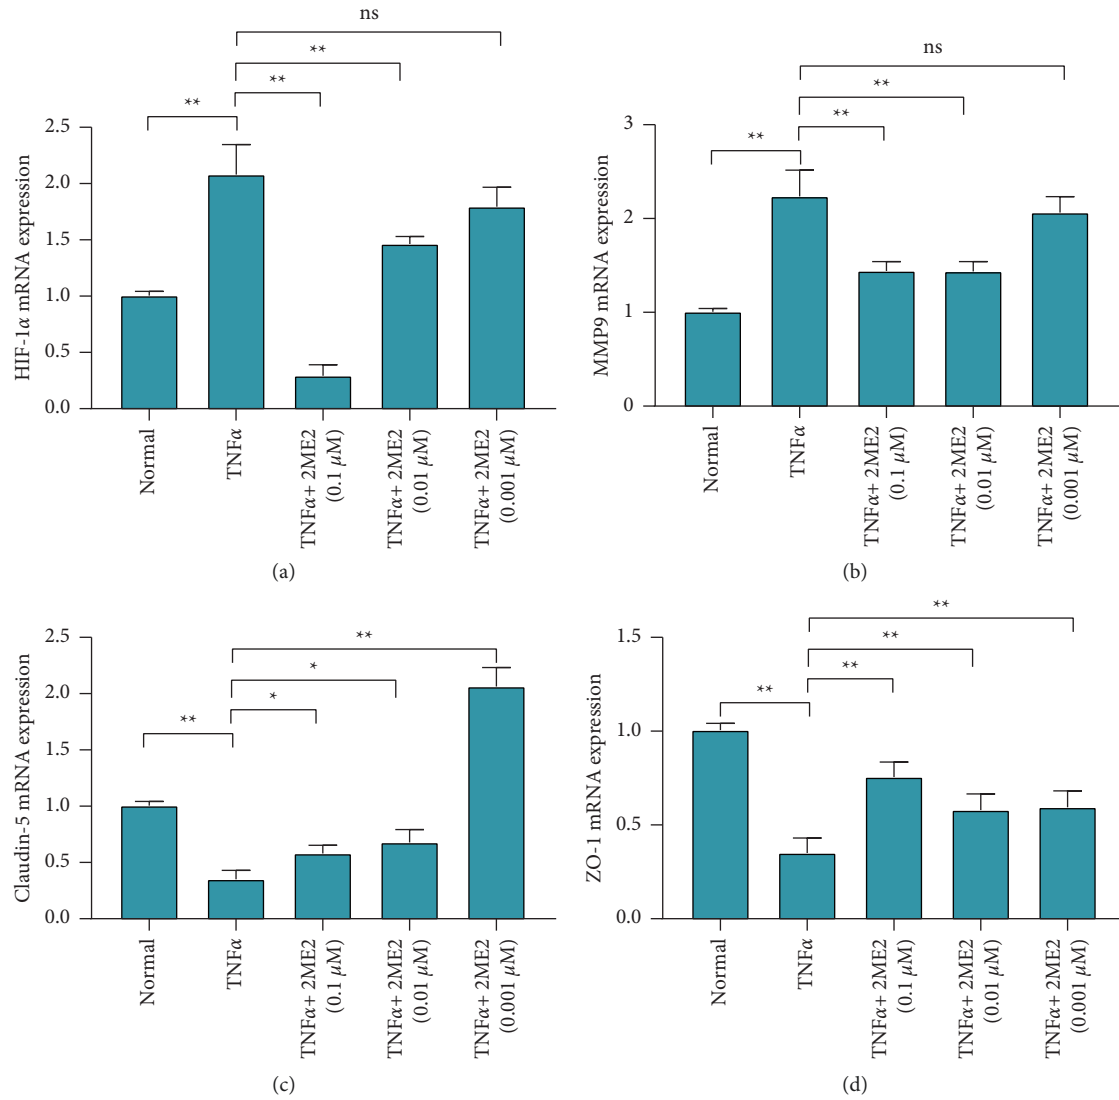 ns
**
**
**
HIF-1α mRNA expression
2.5
2.0
1.5
1.0
0.5
0.0
Normal
TNFα
TNFα+ 2ME2
(0.1 μM)
TNFα+ 2ME2
(0.01 μM)
TNFα+ 2ME2
(0.001 μM)
(a)
ns
**
**
**
MMP9 mRNA expression
3
2
1
0
Normal
TNFα
TNFα+ 2ME2
(0.1 μM)
TNFα+ 2ME2
(0.01 μM)
TNFα+ 2ME2
(0.001 μM)
(b)
**
*
*
**
Claudin-5 mRNA expression
2.5
2.0
1.5
1.0
0.5
0.0
Normal
TNFα
TNFα+ 2ME2
(0.1 μM)
TNFα+ 2ME2
(0.01 μM)
TNFα+ 2ME2
(0.001 μM)
(c)
**
**
**
**
ZO-1 mRNA expression
1.5
1.0
0.5
0.0
Normal
TNFα
TNFα+ 2ME2
(0.1 μM)
TNFα+ 2ME2
(0.01 μM)
TNFα+ 2ME2
(0.001 μM)
(d)